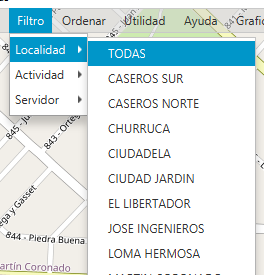 Filtro Ordenar Utilidad Ayuda
Localidad
Actividad
Servidor
TODAS
CASEROS SUR
CASEROS NORTE
CHURRUCA
CIUDADELA
CIUDAD JARDIN
EL LIBERTADOR
JOSE INGENIEROS
LOMA HERMOSA
845 - Ju
843 - Ortega
ga y Gasset
844 - Piedra Buena
artín Coronado